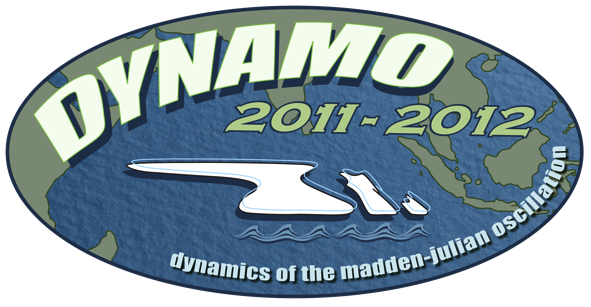 DYNAMO
2011-2012
dynamics of the madden-julian oscillation